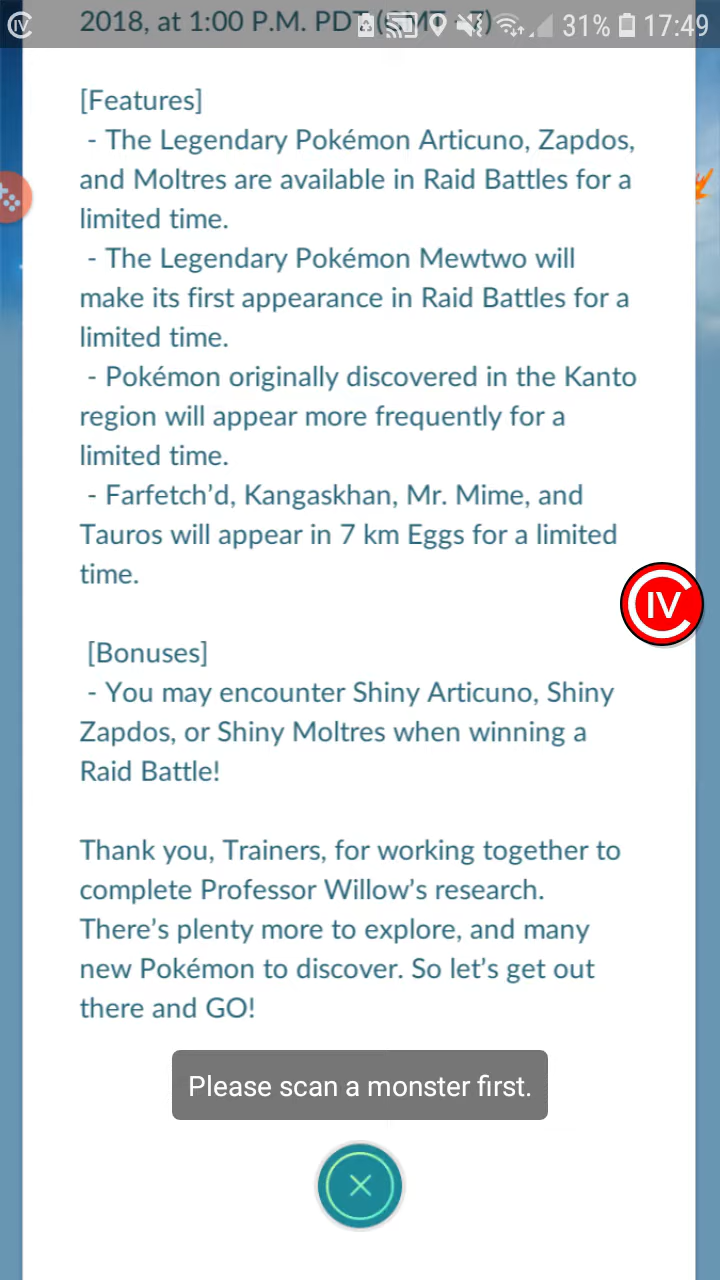 2018, at 1:00 P.M. PDT (GMT -7)
31% 17:49
[Features]
- The Legendary Pokémon Articuno, Zapdos,
and Moltres are available in Raid Battles for a
limited time.
- The Legendary Pokémon Mewtwo will
make its first appearance in Raid Battles for a
limited time.
- Pokémon originally discovered in the Kanto
region will appear more frequently for a
limited time.
- Farfetch’d, Kangaskhan, Mr. Mime, and
Tauros will appear in 7 km Eggs for a limited
time.
IV
[Bonuses]
- You may encounter Shiny Articuno, Shiny
Zapdos, or Shiny Moltres when winning a
Raid Battle!
Thank you, Trainers, for working together to
complete Professor Willow’s research.
There’s plenty more to explore, and many
new Pokémon to discover. So let’s get out
there and GO!
Please scan a monster first.